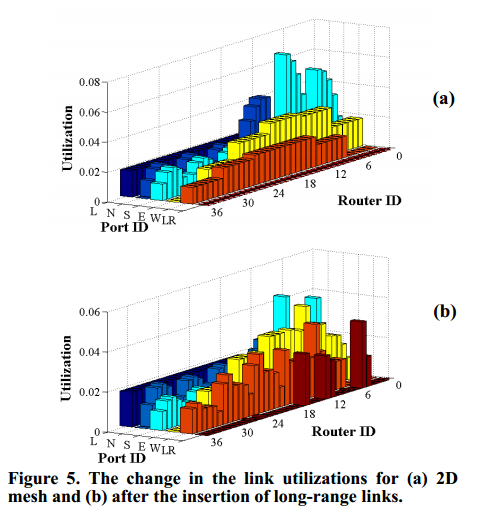 0.08
0.06
0.04
0.02
0
Utilization
(a)
L N S E W LR
Port ID
36 30 24 18 12 6 0
Router ID
0.06
0.04
0.02
0
Utilization
(b)
L N S E W LR
Port ID
36 30 24 18 12 6 0
Router ID
Figure 5. The change in the link utilizations for (a) 2D
mesh and (b) after the insertion of long-range links.